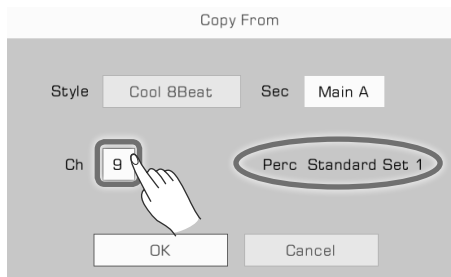 Copy From
Style Cool 8Beat Sec Main A
Ch 9 Perc Standard Set 1
OK Cancel